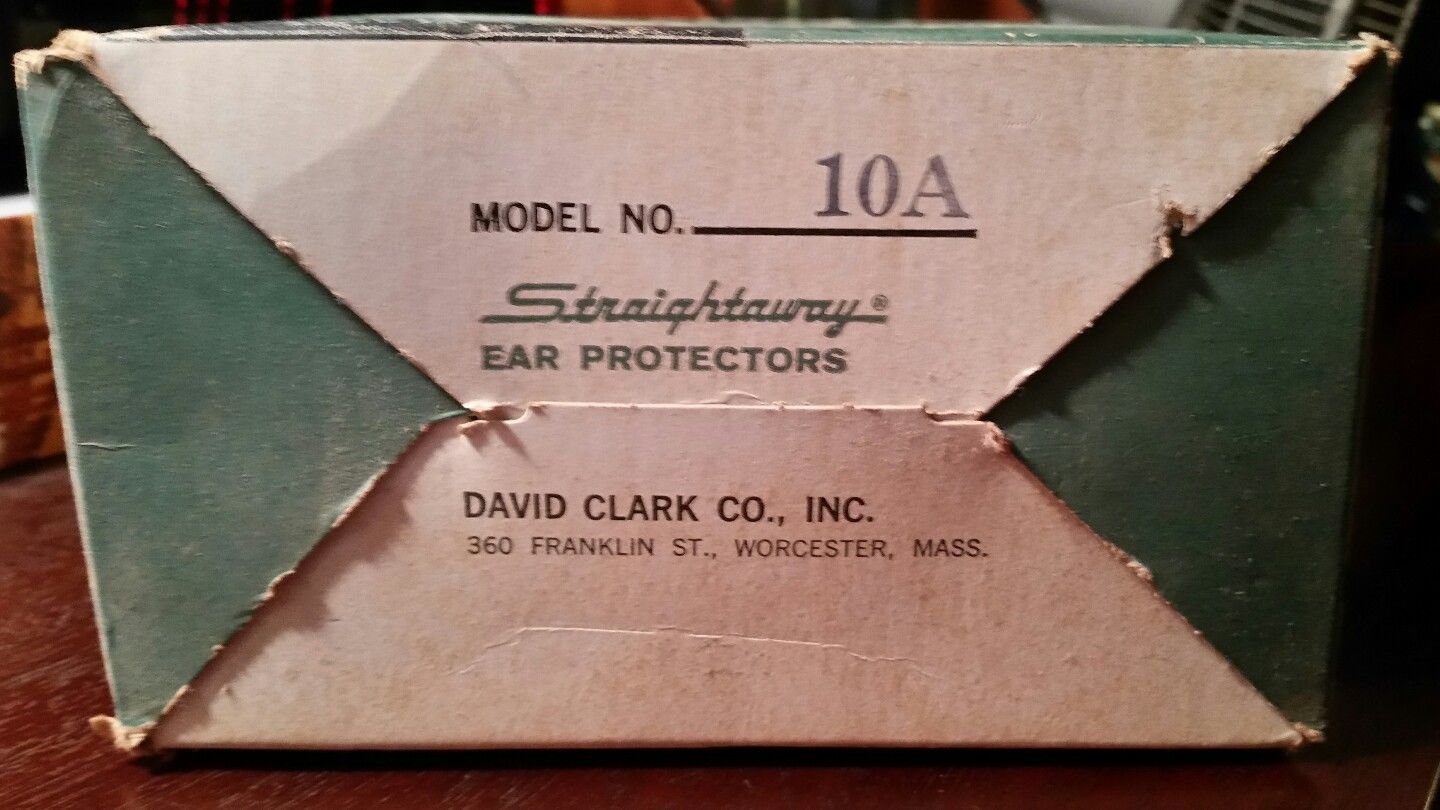 MODEL NO. 10A
Straightaway®
EAR PROTECTORS
DAVID CLARK CO., INC.
360 FRANKLIN ST., WORCESTER, MASS.